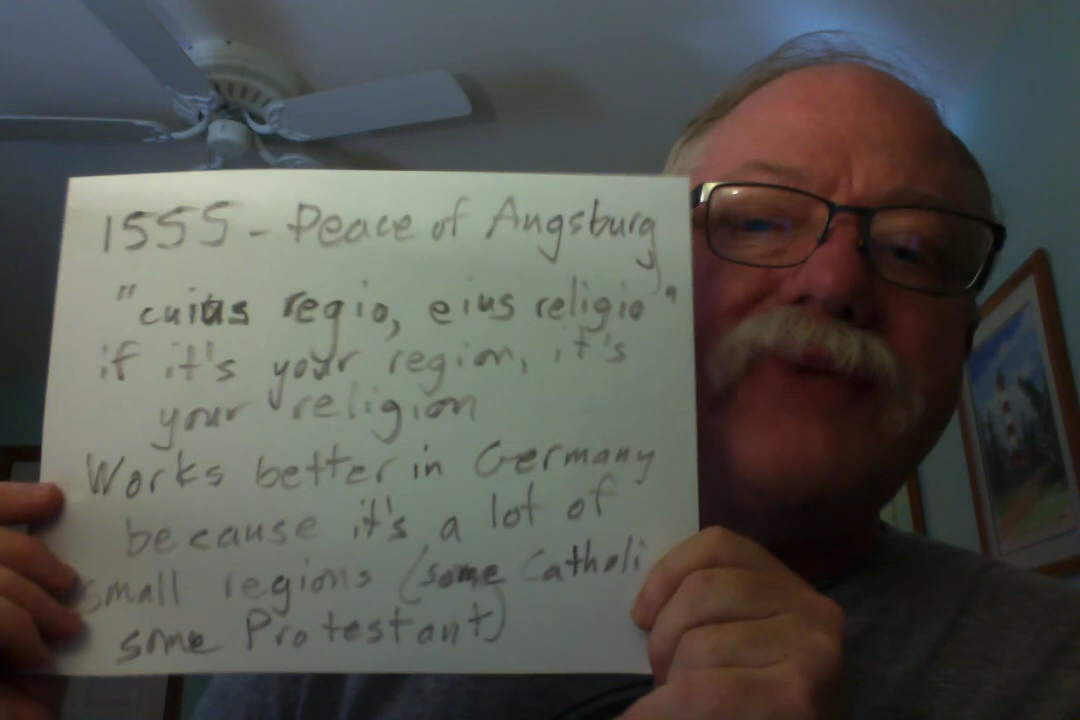 1555 - Peace of Augsburg
"cuius regio, eius religio"
if it's your region, it's
your religion
Works better in Germany
because it's a lot of
small regions (some Catholi
some Protestant)